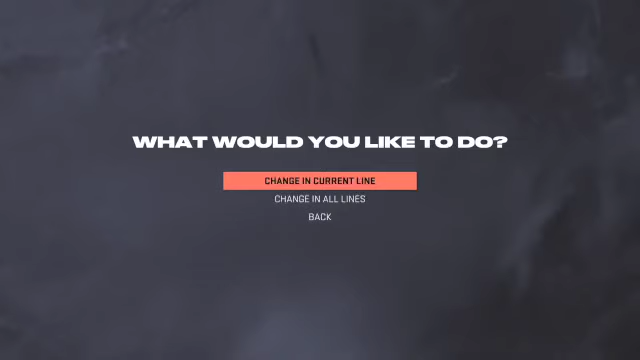 WHAT WOULD YOU LIKE TO DO?
CHANGE IN CURRENT LINE
CHANGE IN ALL LINES
BACK